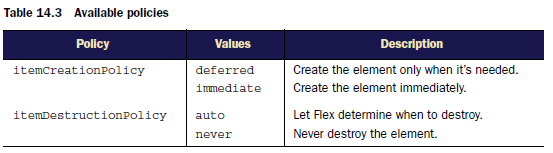 Table 14.3 Available policies
Policy Values Description
itemCreationPolicy deferred Create the element only when it's needed.
immediate Create the element immediately.
itemDestructionPolicy auto Let Flex determine when to destroy.
never Never destroy the element.